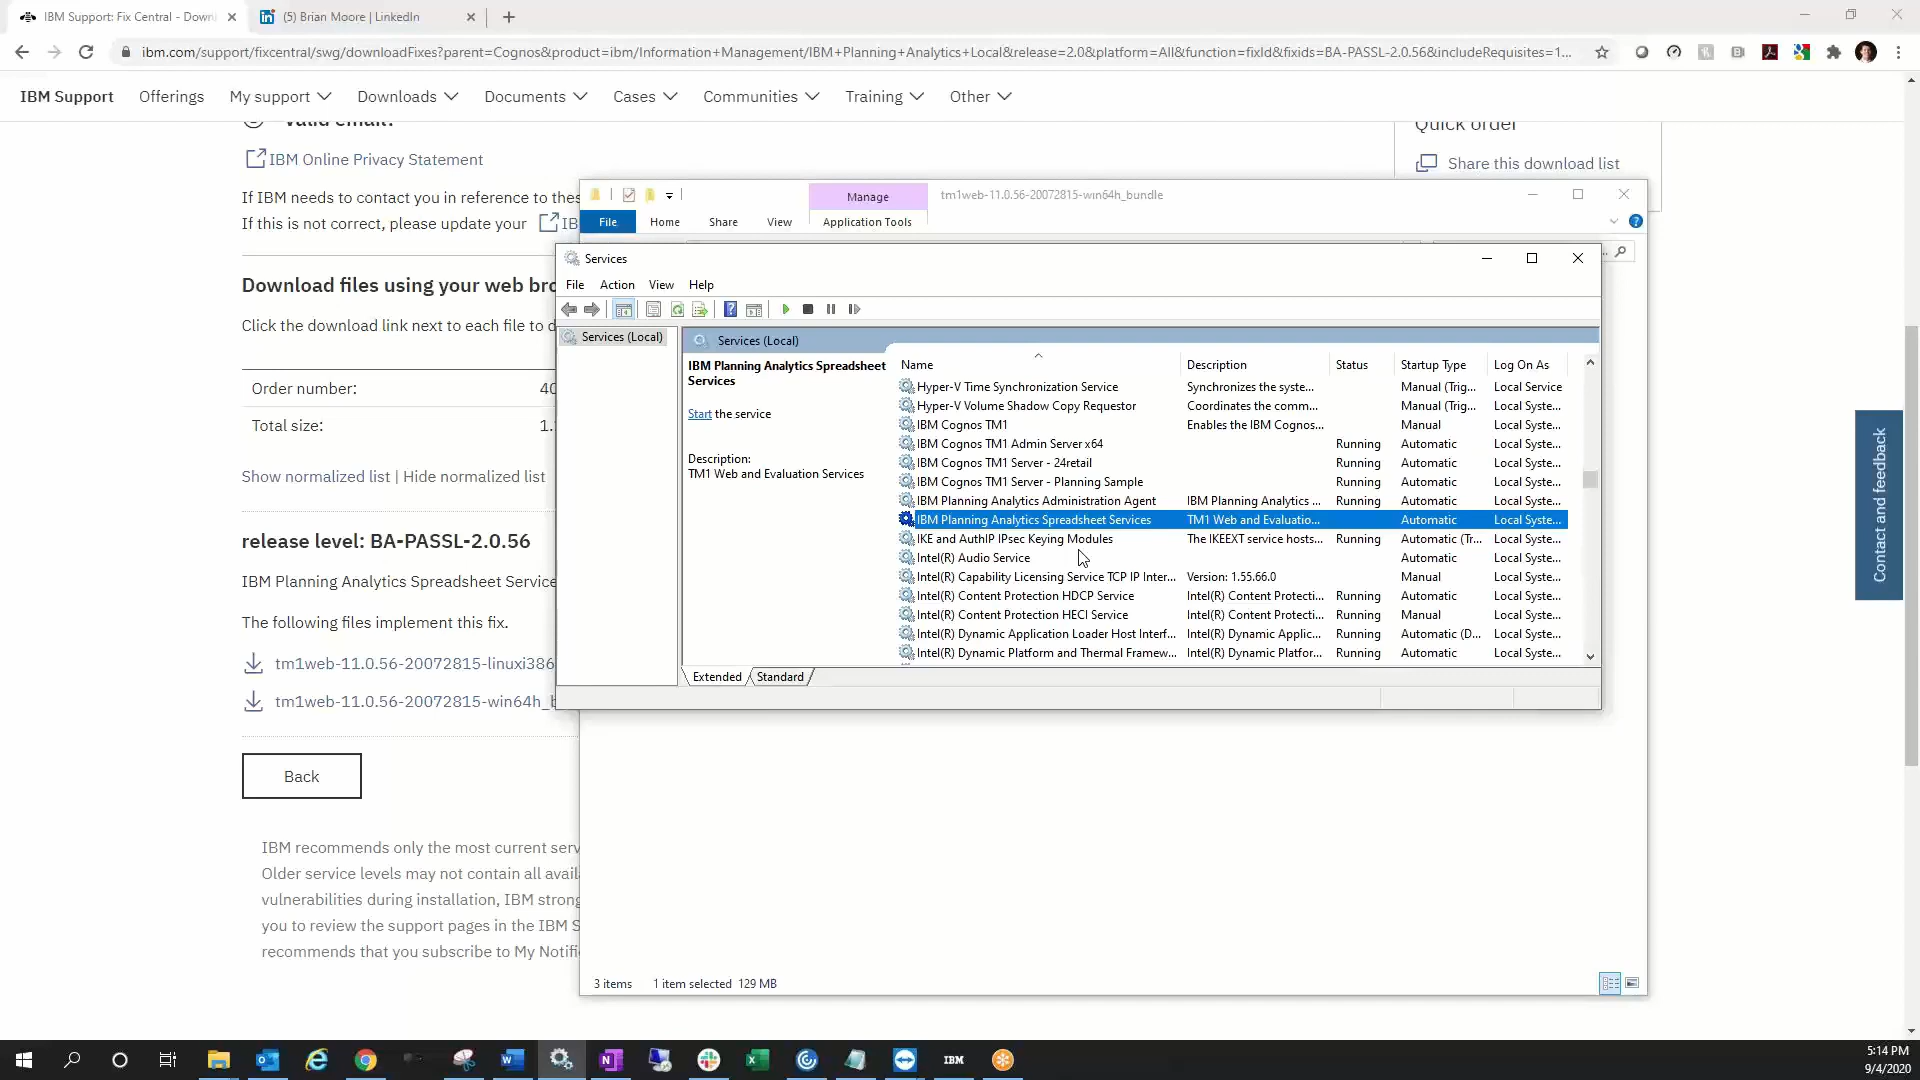 IBM Support: Fix Central - Downl
(5) Brian Moore | LinkedIn
ibm.com/support/fixcentral/swg/downloadFixes?parent=Cognos&product=ibm/Information+Management/IBM+Planning+Analytics+Local&release=2.0&platform=All&function=fixId&fixids=BA-PASSL-2.0.56&includeRequisites=1...
IBM Support
Offerings
My support
Downloads
Documents
Cases
Communities
Training
Other
valid email?
Quick order
IBM Online Privacy Statement
Share this download list
If IBM needs to contact you in reference to these
If this is not correct, please update your IB
Download files using your web bro
Click the download link next to each file to d
Order number: 40
Total size: 1.
Show normalized list | Hide normalized list
release level: BA-PASSL-2.0.56
IBM Planning Analytics Spreadsheet Service
The following files implement this fix.
tm1web-11.0.56-20072815-linuxi386
tm1web-11.0.56-20072815-win64h_b
Back
IBM recommends only the most current serv
Older service levels may not contain all avail
vulnerabilities during installation, IBM strong
you to review the support pages in the IBM S
recommends that you subscribe to My Notifi
Contact and feedback
Manage
tm1web-11.0.56-20072815-win64h_bundle
File
Home
Share
View
Application Tools
Services
File
Action
View
Help
Services (Local)
Services (Local)
IBM Planning Analytics Spreadsheet
Services
Start the service
Description:
TM1 Web and Evaluation Services
Name Description Status Startup Type Log On As
Hyper-V Time Synchronization Service Synchronizes the syste... Manual (Trig... Local Service
Hyper-V Volume Shadow Copy Requestor Coordinates the comm... Manual (Trig... Local Syste...
IBM Cognos TM1 Enables the IBM Cognos... Manual Local Syste...
IBM Cognos TM1 Admin Server x64 Running Automatic Local Syste...
IBM Cognos TM1 Server - 24retail Running Automatic Local Syste...
IBM Cognos TM1 Server - Planning Sample Running Automatic Local Syste...
IBM Planning Analytics Administration Agent IBM Planning Analytics ... Running Automatic Local Syste...
IBM Planning Analytics Spreadsheet Services TM1 Web and Evaluatio... Automatic Local Syste...
IKE and AuthIP IPsec Keying Modules The IKEEXT service hosts... Automatic (Tr... Local Syste...
Intel(R) Audio Service Automatic Local Syste...
Intel(R) Capability Licensing Service TCP IP Inter... Version: 1.55.66.0 Manual Local Syste...
Intel(R) Content Protection HDCP Service Intel(R) Content Protecti... Running Automatic Local Syste...
Intel(R) Content Protection HECI Service Intel(R) Content Protecti... Running Manual Local Syste...
Intel(R) Dynamic Application Loader Host Interf... Intel(R) Dynamic Applic... Running Automatic (D... Local Syste...
Intel(R) Dynamic Platform and Thermal Framew... Intel(R) Dynamic Platfor... Running Automatic Local Syste...
Extended
Standard
3 items
1 item selected 129 MB
IBM
5:14 PM
9/4/2020